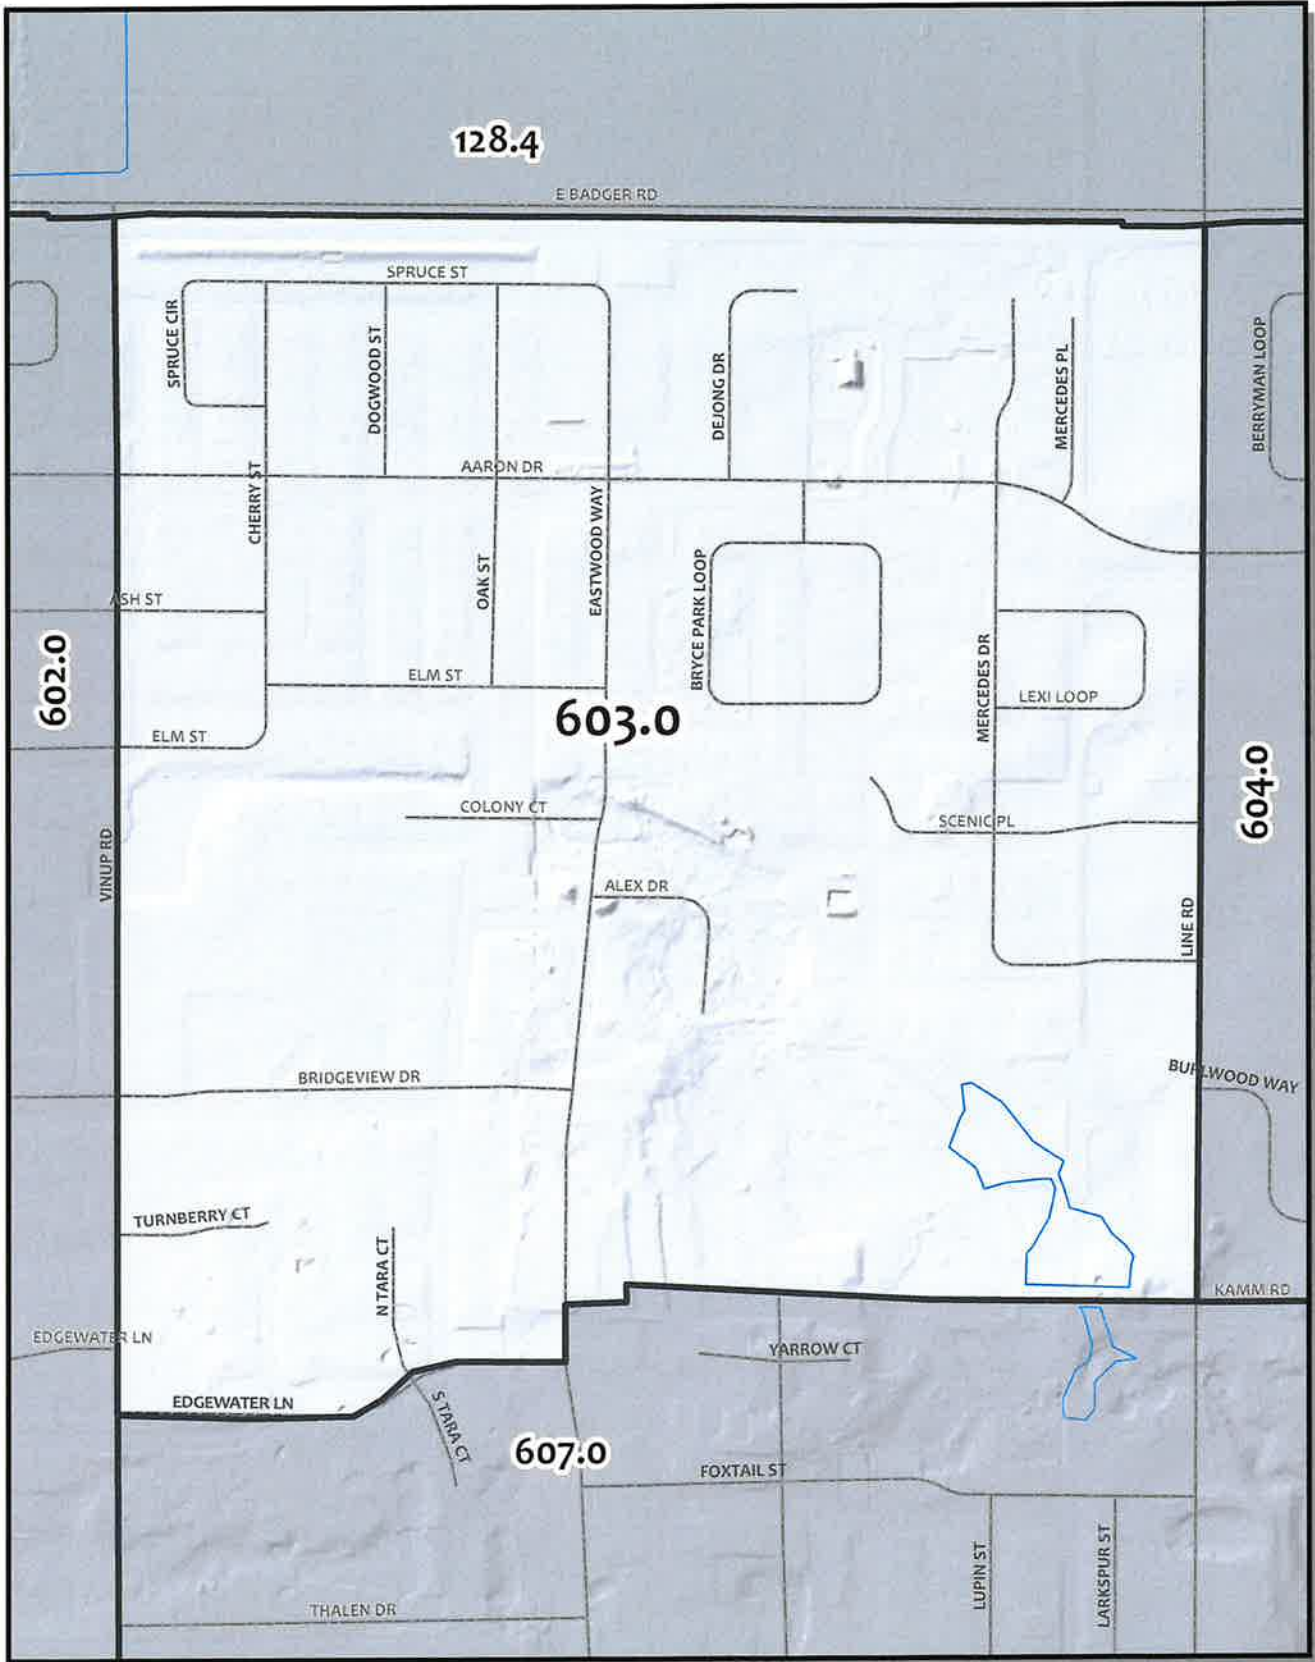 128.4
E BADGER RD
SPRUCE ST
SPRUCE CIR
DOGWOOD ST
DEJONG DR
MERCEDES PL
BERRYMAN LOOP
AARON DR
CHERRY ST
OAK ST
EASTWOOD WAY
BRYCE PARK LOOP
ASH ST
602.0
ELM ST
603.0
MERCEDES DR
LEXI LOOP
ELM ST
604.0
COLONY CT
SCENIC PL
VINUP RD
ALEX DR
LINE RD
BRIDGEVIEW DR
BURLWOOD WAY
TURNBERRY CT
N TARA CT
KAMM RD
EDGEWATER LN
YARROW CT
EDGEWATER LN
S TARA CT
607.0
FOXTAIL ST
LUPIN ST
LARKSPUR ST
THALEN DR